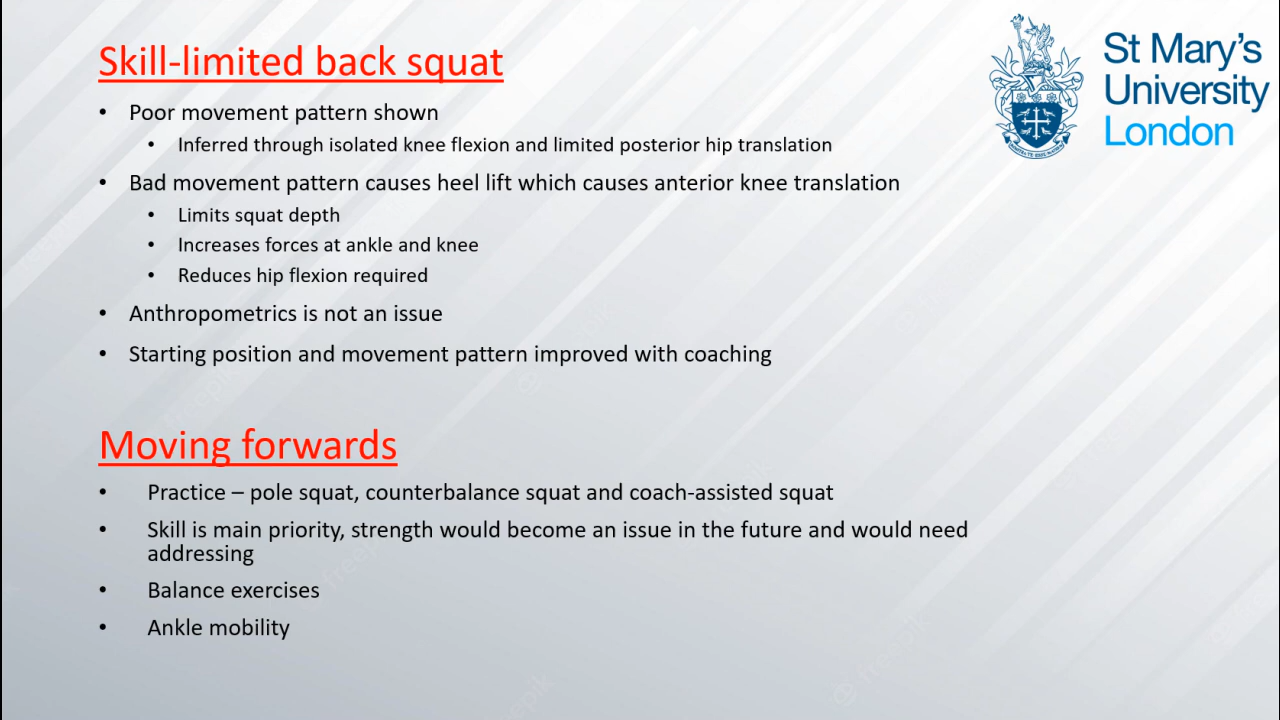 Skill-limited back squat
• Poor movement pattern shown
• Inferred through isolated knee flexion and limited posterior hip translation
• Bad movement pattern causes heel lift which causes anterior knee translation
• Limits squat depth
• Increases forces at ankle and knee
• Reduces hip flexion required
• Anthropometrics is not an issue
• Starting position and movement pattern improved with coaching
Moving forwards
• Practice – pole squat, counterbalance squat and coach-assisted squat
• Skill is main priority, strength would become an issue in the future and would need
addressing
• Balance exercises
• Ankle mobility
St Mary's
University
London